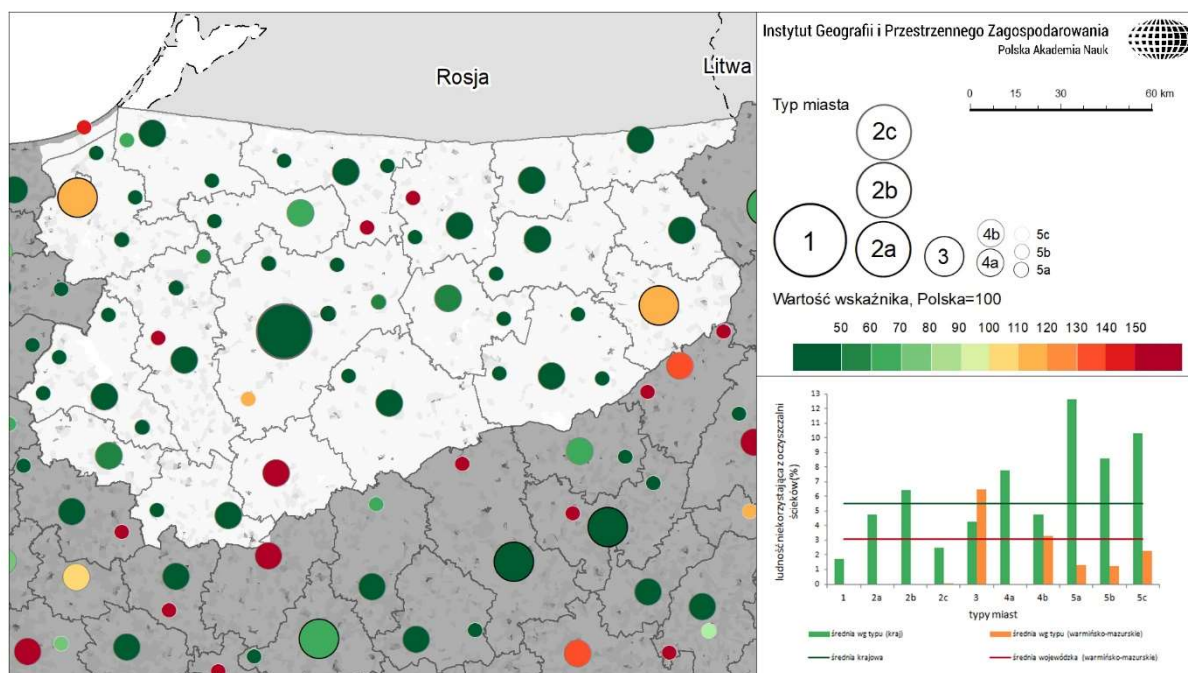 Rosja
Litwa
Instytut Geografii i Przestrzennego Zagospodarowania
Polska Akademia Nauk
0 15 30 60 km
Typ miasta
2c
2b
1
2a
3
4b
4a
5c
5b
5a
Wartość wskaźnika, Polska=100
50 60 70 80 90 100 110 120 130 140 150
ludność niekorzystająca z oczyszczalni
ścieków(%)
13
12
11
10
9
8
7
6
5
4
3
2
1
0
1 2a 2b 2c 3 4a 4b 5a 5b 5c
typy miast
średnia wg typu (kraj)
średnia wg typu (warmińsko-mazurskie)
średnia krajowa
średnia wojewódzka (warmińsko-mazurskie)